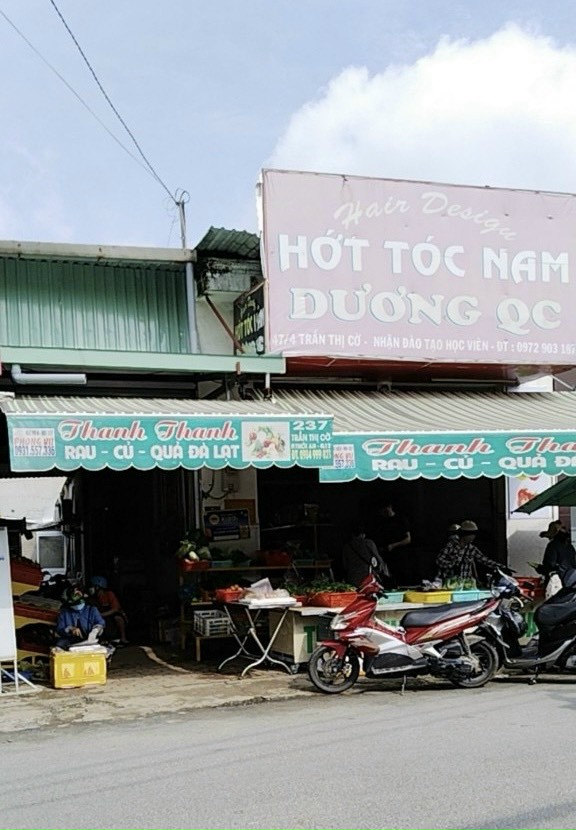 Hair Design
HỚT TÓC NAM
DƯƠNG QC
47/4 TRẦN THỊ CỜ - NHẬN ĐÀO TẠO HỌC VIÊN - ĐT : 0972 903 187
Thanh Thanh
RAU - CỦ - QUẢ ĐÀ LẠT
237
TRẦN THỊ CỜ
Thanh Tha
RAU - CỦ - QUẢ ĐÀ